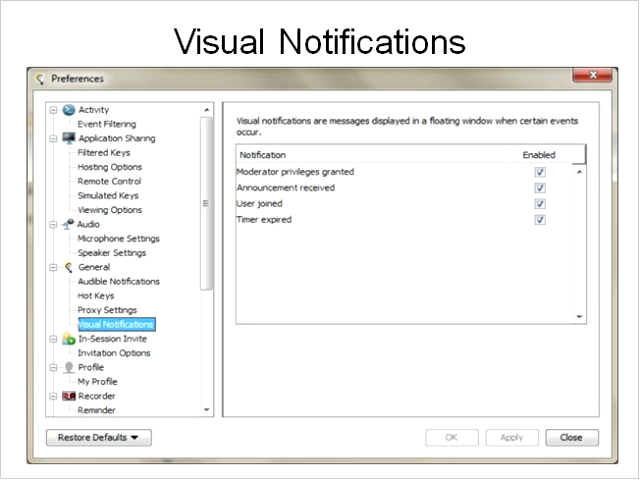 Visual Notifications
Preferences
Activity
Event Filtering
Application Sharing
Filtered Keys
Hosting Options
Remote Control
Simulated Keys
Viewing Options
Audio
Microphone Settings
Speaker Settings
General
Audible Notifications
Hot Keys
Proxy Settings
Visual Notifications
In-Session Invite
Invitation Options
Profile
My Profile
Recorder
Reminder
Visual notifications are messages displayed in a floating window when certain events
occur.
Notification Enabled
Moderator privileges granted
Announcement received
User joined
Timer expired
Restore Defaults OK Apply Close